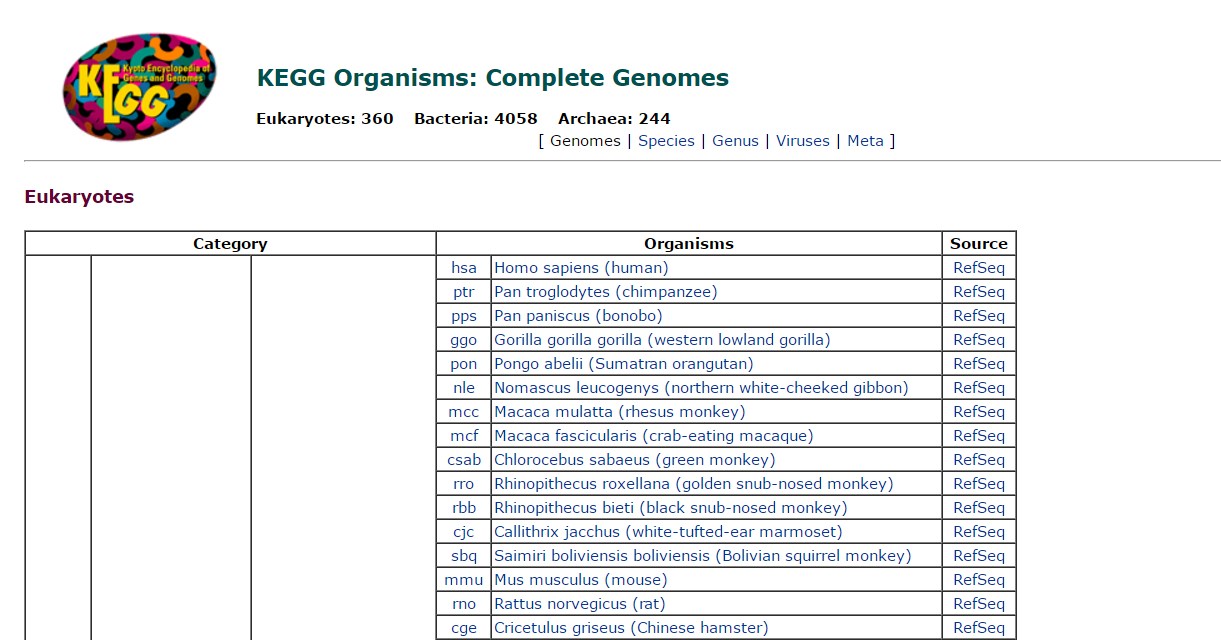 Kyoto Encyclopedia of
Genes and Genomes
KEGG
KEGG Organisms: Complete Genomes
Eukaryotes: 360 Bacteria: 4058 Archaea: 244
[ Genomes | Species | Genus | Viruses | Meta ]
Eukaryotes
Category Organisms Source
hsa Homo sapiens (human) RefSeq
ptr Pan troglodytes (chimpanzee) RefSeq
pps Pan paniscus (bonobo) RefSeq
ggo Gorilla gorilla gorilla (western lowland gorilla) RefSeq
pon Pongo abelii (Sumatran orangutan) RefSeq
nle Nomascus leucogenys (northern white-cheeked gibbon) RefSeq
mcc Macaca mulatta (rhesus monkey) RefSeq
mcf Macaca fascicularis (crab-eating macaque) RefSeq
csab Chlorocebus sabaeus (green monkey) RefSeq
rro Rhinopithecus roxellana (golden snub-nosed monkey) RefSeq
rbb Rhinopithecus bieti (black snub-nosed monkey) RefSeq
cjc Callithrix jacchus (white-tufted-ear marmoset) RefSeq
sbq Saimiri boliviensis boliviensis (Bolivian squirrel monkey) RefSeq
mmu Mus musculus (mouse) RefSeq
rno Rattus norvegicus (rat) RefSeq
cge Cricetulus griseus (Chinese hamster) RefSeq